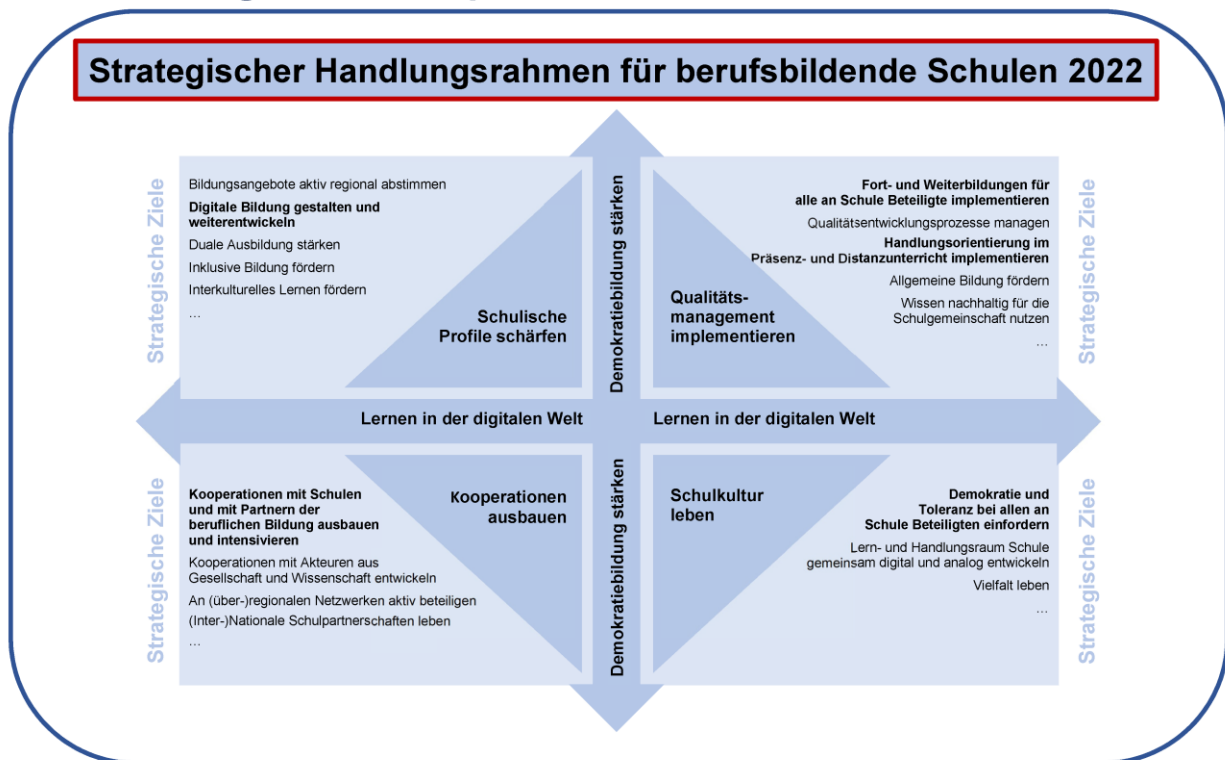 Strategischer Handlungsrahmen für berufsbildende Schulen 2022
Strategische Ziele
Bildungsangebote aktiv regional abstimmen
Digitale Bildung gestalten und
weiterentwickeln
Duale Ausbildung stärken
Inklusive Bildung fördern
Interkulturelles Lernen fördern
…
Schulische
Profile schärfen
Demokratiebildung stärken
Qualitäts-
management
implementieren
Fort- und Weiterbildungen für
alle an Schule Beteiligte implementieren
Qualitätsentwicklungsprozesse managen
Handlungsorientierung im
Präsenz- und Distanzunterricht implementieren
Allgemeine Bildung fördern
Wissen nachhaltig für die
Schulgemeinschaft nutzen
…
Strategische Ziele
Lernen in der digitalen Welt
Lernen in der digitalen Welt
Strategische Ziele
Kooperationen mit Schulen
und mit Partnern der
beruflichen Bildung ausbauen
und intensivieren
Kooperationen mit Akteuren aus
Gesellschaft und Wissenschaft entwickeln
An (über-)regionalen Netzwerken aktiv beteiligen
(Inter-)Nationale Schulpartnerschaften leben
…
Kooperationen
ausbauen
Demokratiebildung stärken
Schulkultur
leben
Demokratie und
Toleranz bei allen an
Schule Beteiligten einfordern
Lern- und Handlungsraum Schule
gemeinsam digital und analog entwickeln
Vielfalt leben
…
Strategische Ziele